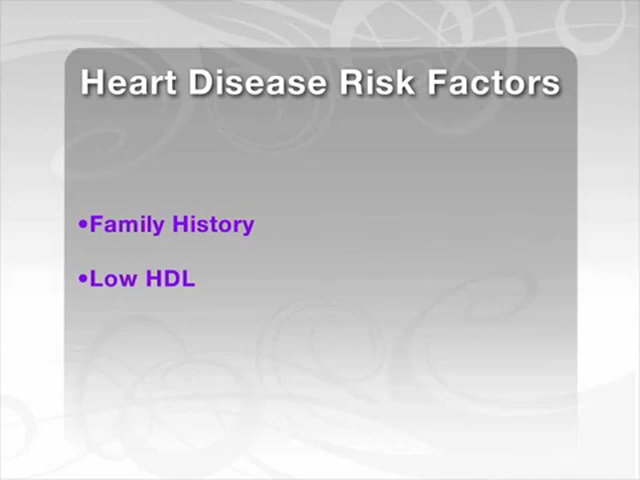 Heart Disease Risk Factors
•Family History
•Low HDL